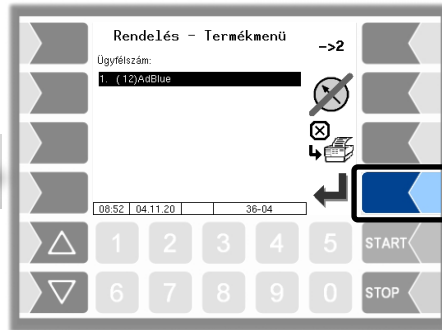 Rendelés - Termékmenü
->2
Ügyfélszám:
1. ( 12)AdBlue
08:52 04.11.20 36-04
1 2 3 4 5 START
6 7 8 9 0 STOP